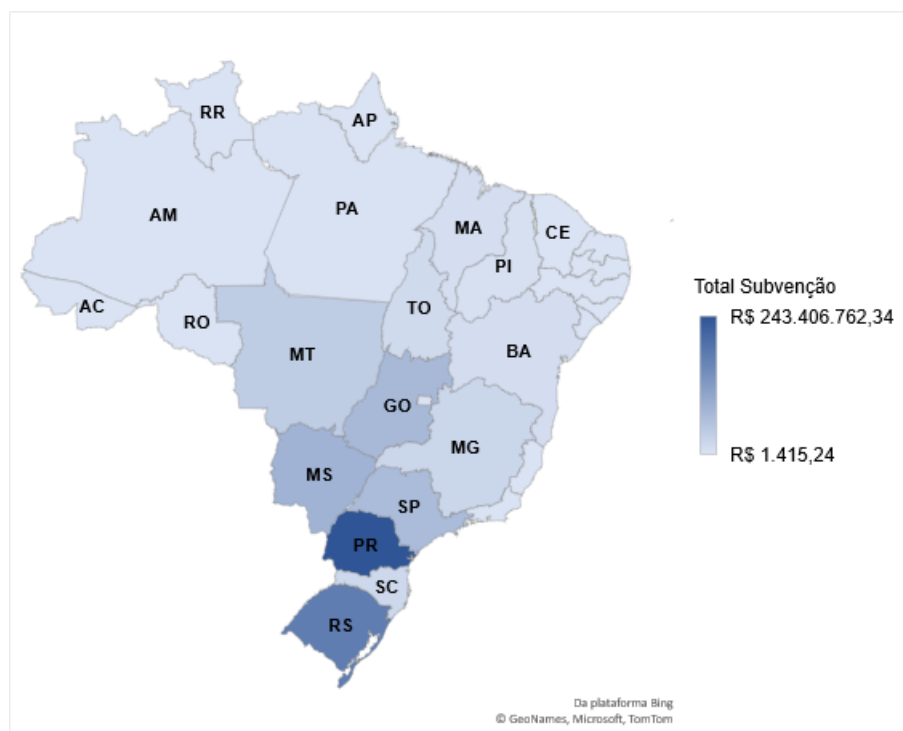 RR
AP
AM
PA
MA
CE
PI
AC
RO
TO
MT
BA
GO
MG
MS
SP
PR
SC
RS
Total Subvenção
R$ 243.406.762,34
R$ 1.415,24
Da plataforma Bing
© GeoNames, Microsoft, TomTom